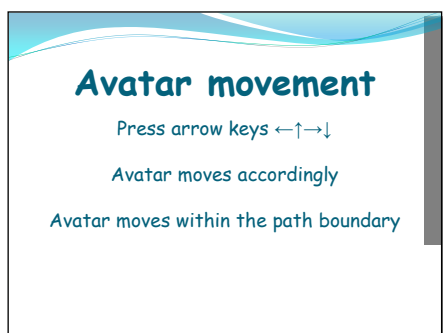 Avatar movement
Press arrow keys ←↑→↓
Avatar moves accordingly
Avatar moves within the path boundary